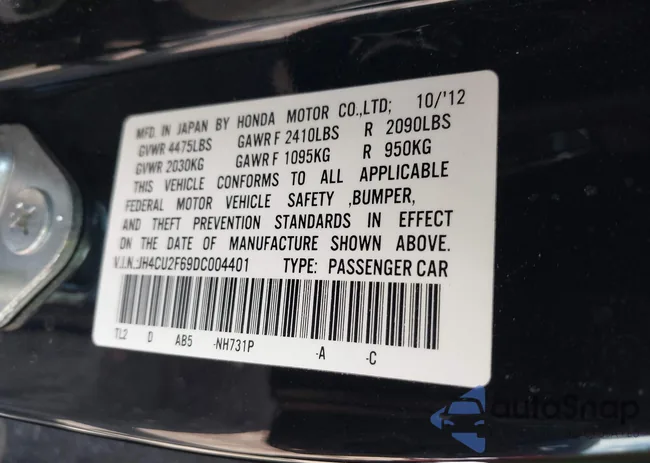 MFD. IN JAPAN BY HONDA MOTOR CO.,LTD; 10/'12
GVWR 4475LBS GAWR F 2410LBS R 2090LBS
GVWR 2030KG GAWR F 1095KG R 950KG
THIS VEHICLE CONFORMS TO ALL APPLICABLE
FEDERAL MOTOR VEHICLE SAFETY ,BUMPER,
AND THEFT PREVENTION STANDARDS IN EFFECT
ON THE DATE OF MANUFACTURE SHOWN ABOVE.
V.I.N.:JH4CU2F69DC004401 TYPE: PASSENGER CAR
TL2 D AB5 -NH731P -A -C
autoSnap